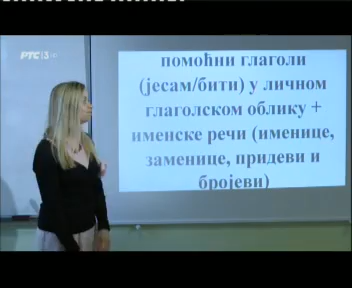 РТС 3
помоћни глаголи
(јесам/бити) у личном
глаголском облику +
именске речи (именице,
заменице, придеви и
бројеви)